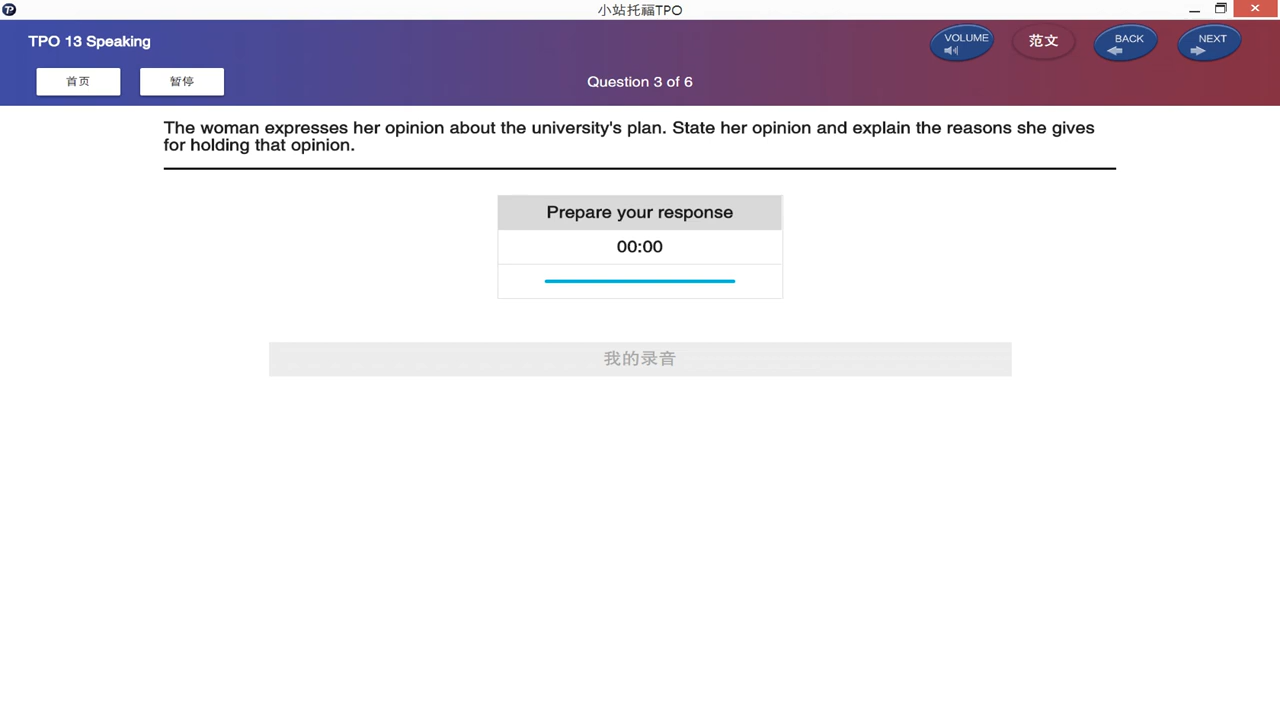 小站托福TPO
TPO 13 Speaking
VOLUME
范文
BACK
NEXT
首页
暂停
Question 3 of 6
The woman expresses her opinion about the university's plan. State her opinion and explain the reasons she gives
for holding that opinion.
Prepare your response
00:00
我的录音